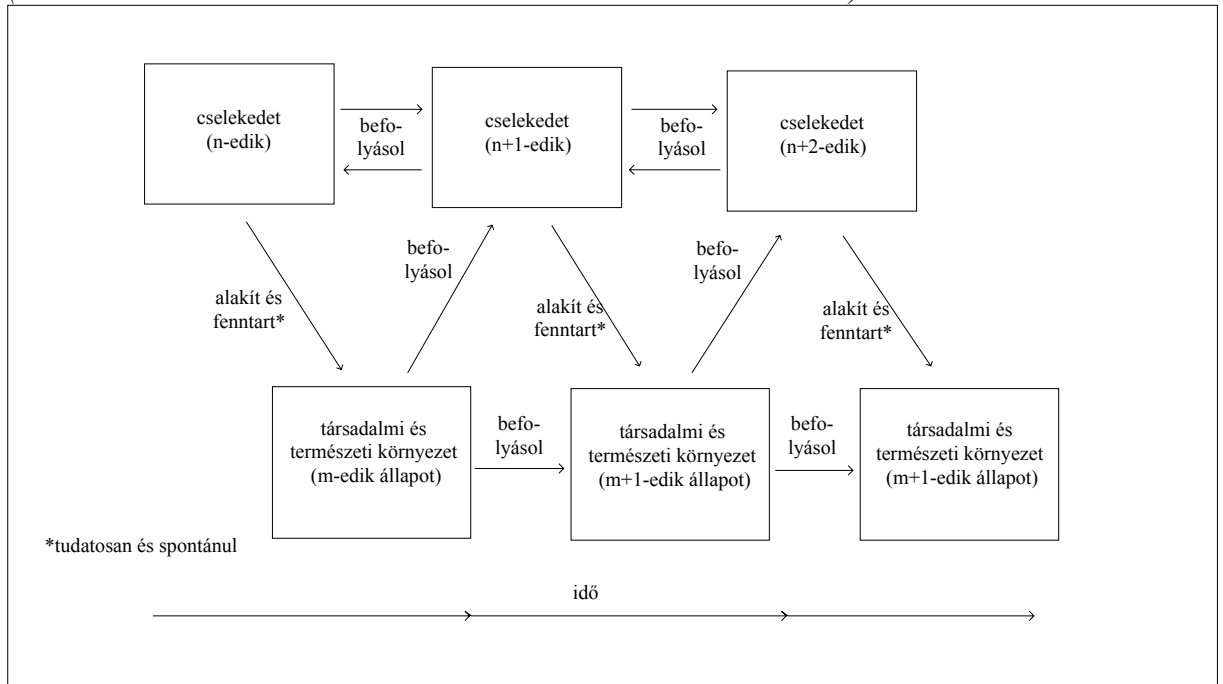 cselekedet
(n-edik)
befo-
lyásol
cselekedet
(n+1-edik)
befo-
lyásol
cselekedet
(n+2-edik)
alakít és
fenntart*
befo-
lyásol
alakít és
fenntart*
befo-
lyásol
alakít és
fenntart*
társadalmi és
természeti környezet
(m-edik állapot)
befo-
lyásol
társadalmi és
természeti környezet
(m+1-edik állapot)
befo-
lyásol
társadalmi és
természeti környezet
(m+1-edik állapot)
*tudatosan és spontánul
idő